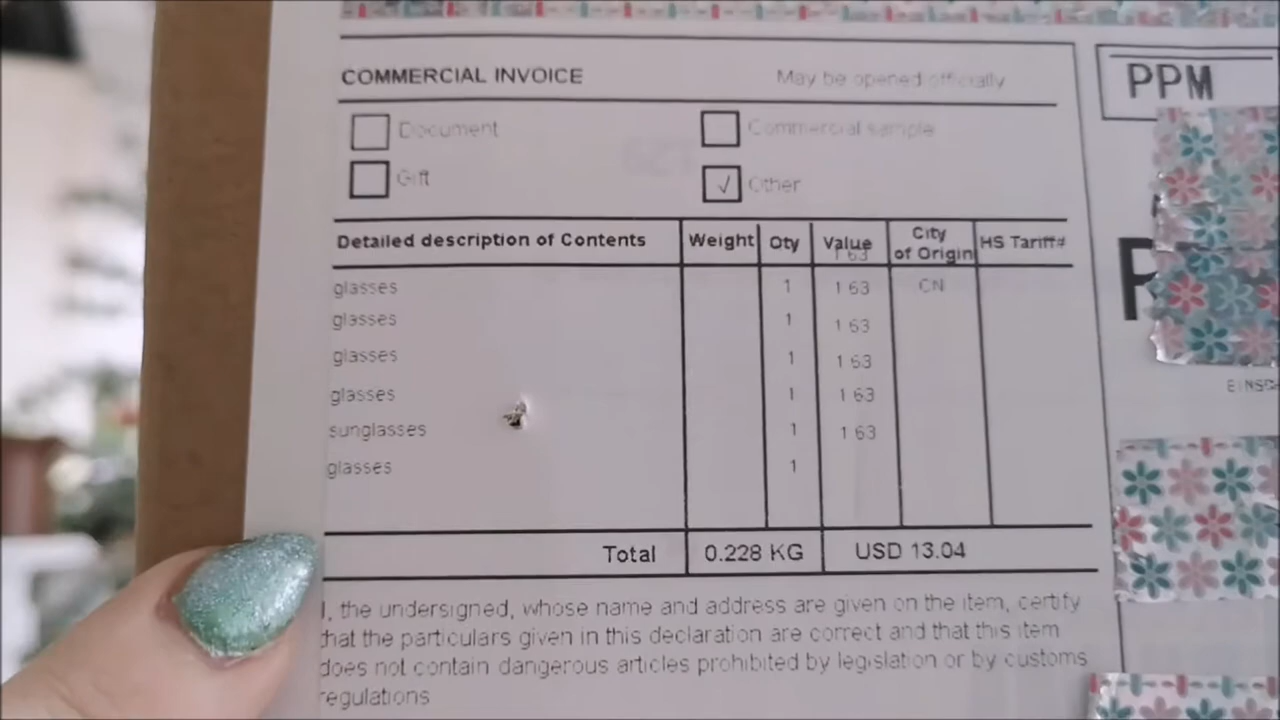 COMMERCIAL INVOICE May be opened officially PPM
Document Commercial sample
Gift √ Other
Detailed description of Contents Weight Qty Value City of Origin HS Tariff#
1 63
glasses 1 1 63 CN
glasses 1 1 63
glasses 1 1 63
glasses 1 1 63
sunglasses 1 1 63
glasses 1
Total 0.228 KG USD 13.04
I, the undersigned, whose name and address are given on the item, certify
that the particulars given in this declaration are correct and that this item
does not contain dangerous articles prohibited by legislation or by customs
regulations